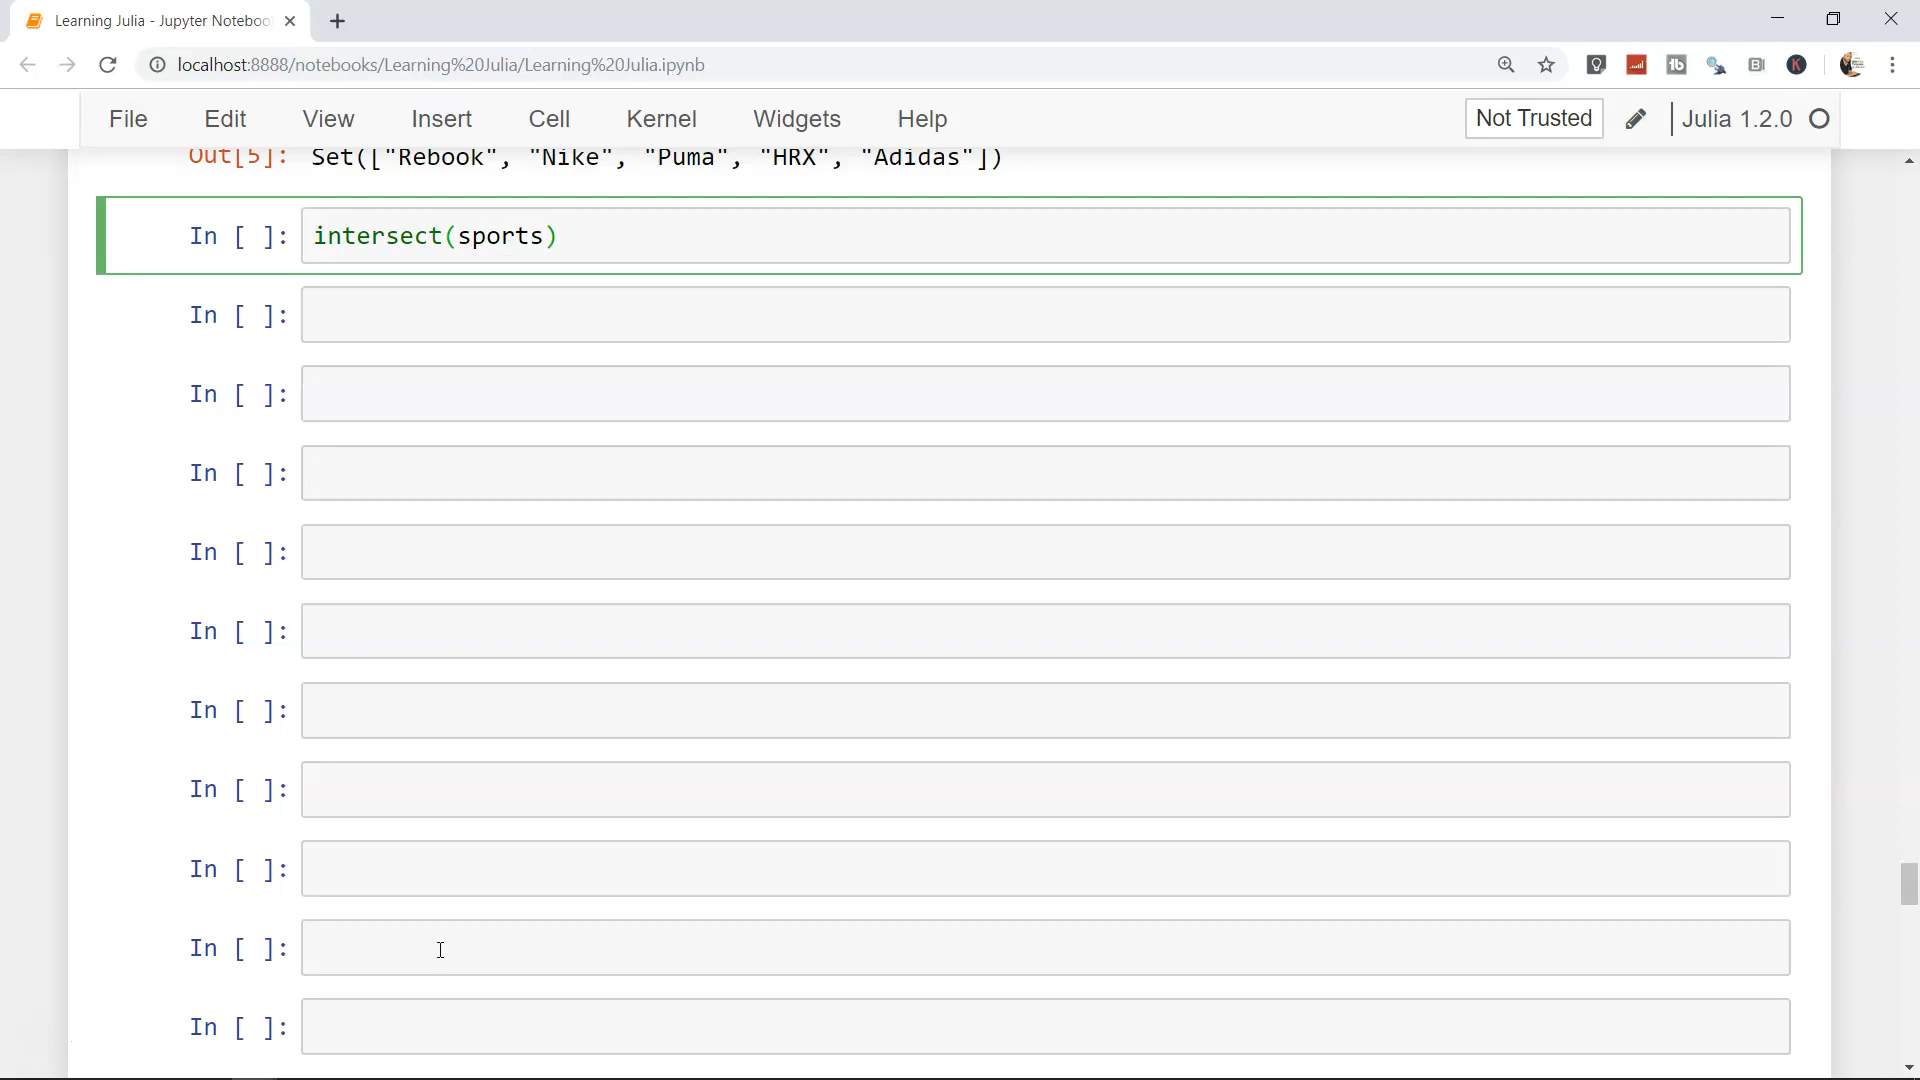 Learning Julia - Jupyter Noteboo
localhost:8888/notebooks/Learning%20Julia/Learning%20Julia.ipynb
File Edit View Insert Cell Kernel Widgets Help Not Trusted Julia 1.2.0
Out[5]: Set(["Rebook", "Nike", "Puma", "HRX", "Adidas"])
In [ ]: intersect(sports)
In [ ]:
In [ ]:
In [ ]:
In [ ]:
In [ ]:
In [ ]:
In [ ]:
In [ ]:
In [ ]:
In [ ]: